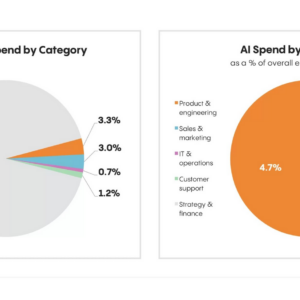 pend by Category
3.3%
3.0%
0.7%
1.2%
AI Spend by
as a % of overall e
Product &
engineering
Sales &
marketing
IT &
operations
Customer
support
Strategy &
finance
4.7%